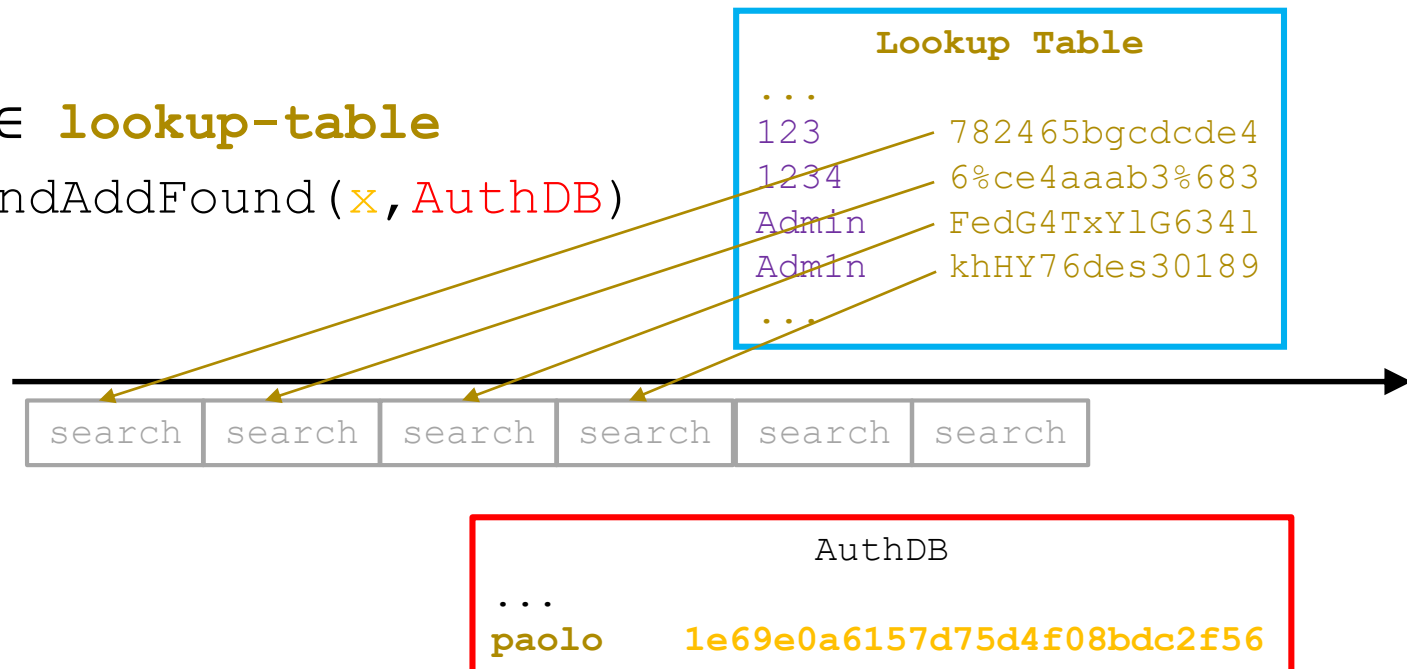 Lookup Table
...
∈ lookup-table
ndAddFound(x,AuthDB)
123 782465bgcdcde4
1234 6%ce4aaab3%683
Admin FedG4TxYlG634l
Adm1n khHY76des30189
...
search search search search search search
AuthDB
...
paolo 1e69e0a6157d75d4f08bdc2f56